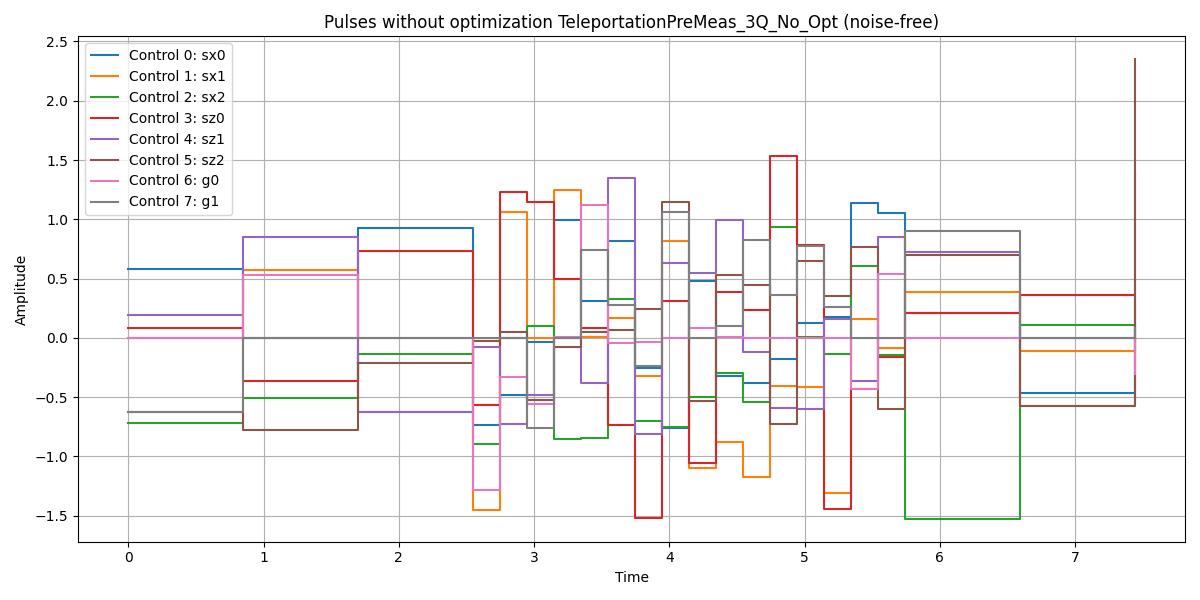 Pulses without optimization TeleportationPreMeas_3Q_No_Opt (noise-free)
2.5
2.0
1.5
1.0
0.5
0.0
−0.5
−1.0
−1.5
Amplitude
Control 0: sx0
Control 1: sx1
Control 2: sx2
Control 3: sz0
Control 4: sz1
Control 5: sz2
Control 6: g0
Control 7: g1
0 1 2 3 4 5 6 7
Time